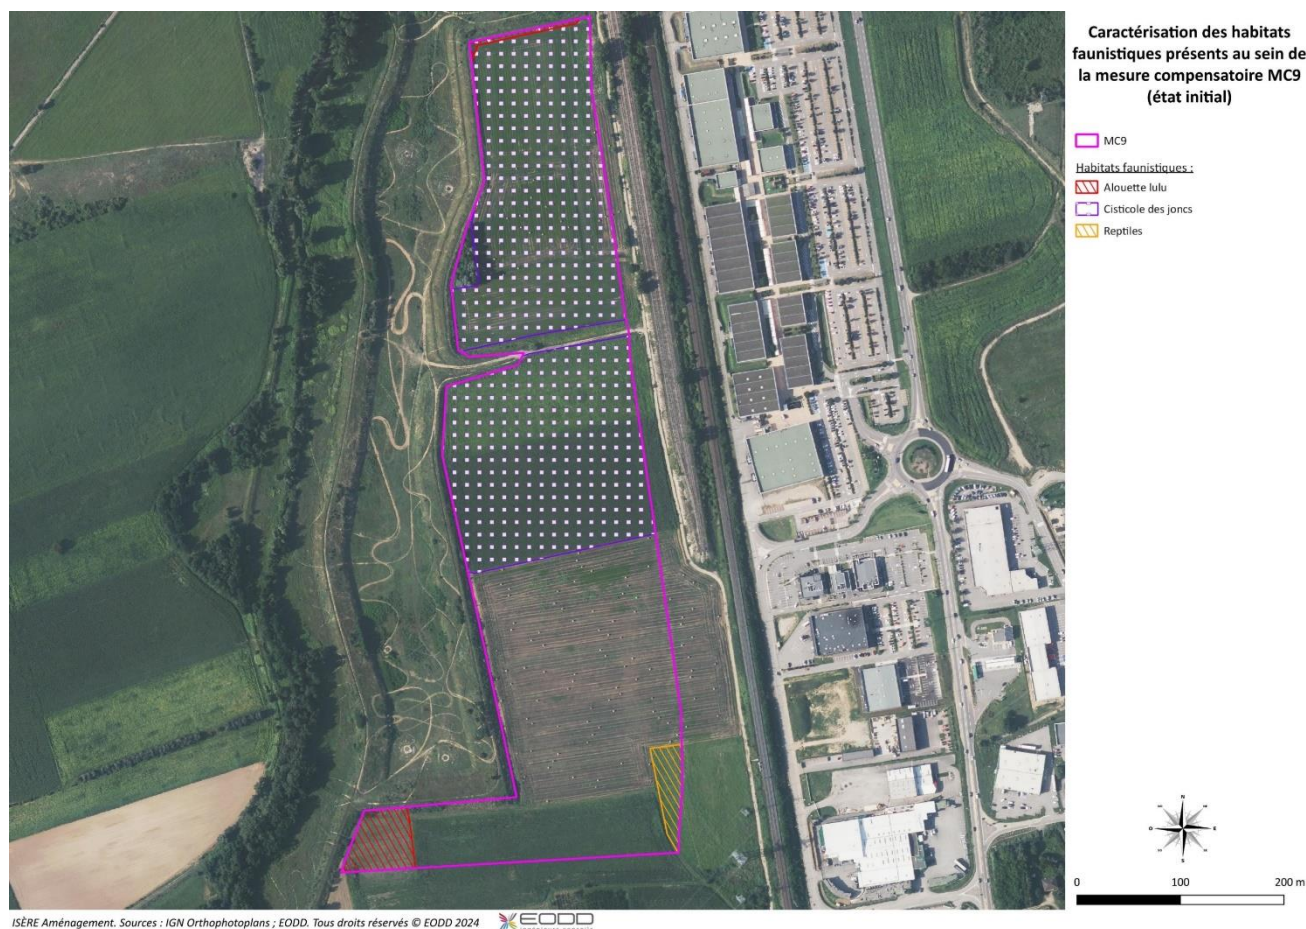 Caractérisation des habitats
faunistiques présents au sein de
la mesure compensatoire MC9
(état initial)
MC9
Habitats faunistiques :
Alouette lulu
Cisticole des joncs
Reptiles
N
O
E
S
0
100
200 m
ISÈRE Aménagement. Sources : IGN Orthophotoplans ; EODD. Tous droits réservés © EODD 2024
EODD